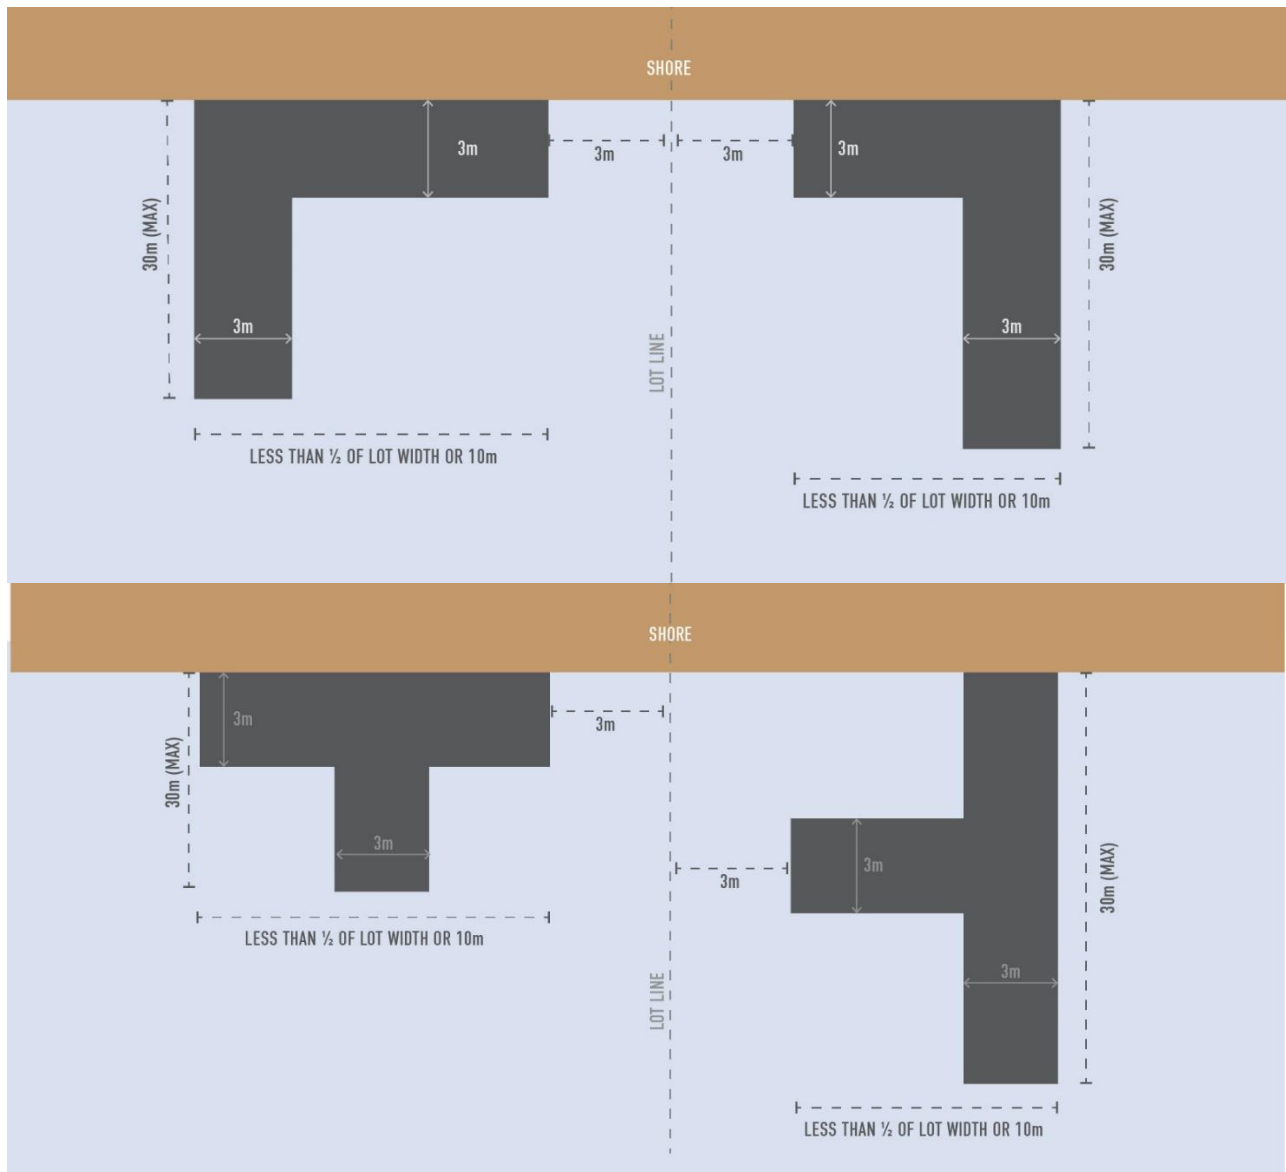 SHORE
3m
3m
3m
3m
30m (MAX)
30m (MAX)
3m
3m
LOT LINE
LESS THAN ½ OF LOT WIDTH OR 10m
LESS THAN ½ OF LOT WIDTH OR 10m
SHORE
3m
3m
30m (MAX)
3m
3m
3m
30m (MAX)
LESS THAN ½ OF LOT WIDTH OR 10m
3m
LOT LINE
LESS THAN ½ OF LOT WIDTH OR 10m